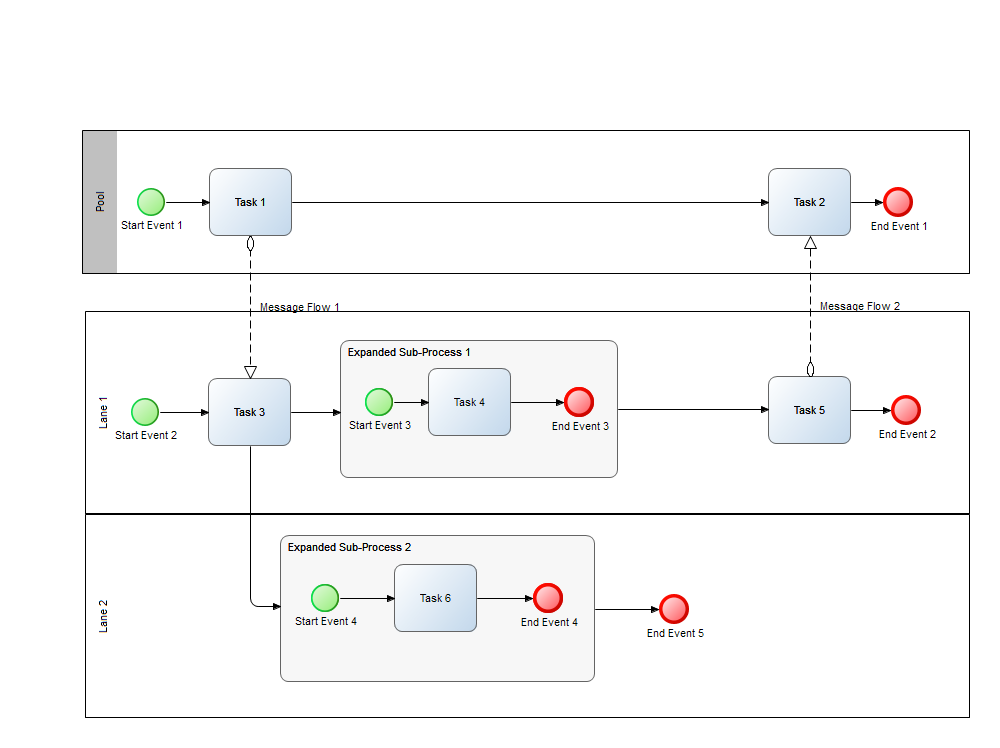 Pool
Task 1
Task 2
Start Event 1
End Event 1
Message Flow 1
Message Flow 2
Lane 1
Expanded Sub-Process 1
Task 3
Task 4
Task 5
Start Event 2
Start Event 3
End Event 3
End Event 2
Lane 2
Expanded Sub-Process 2
Task 6
Start Event 4
End Event 4
End Event 5